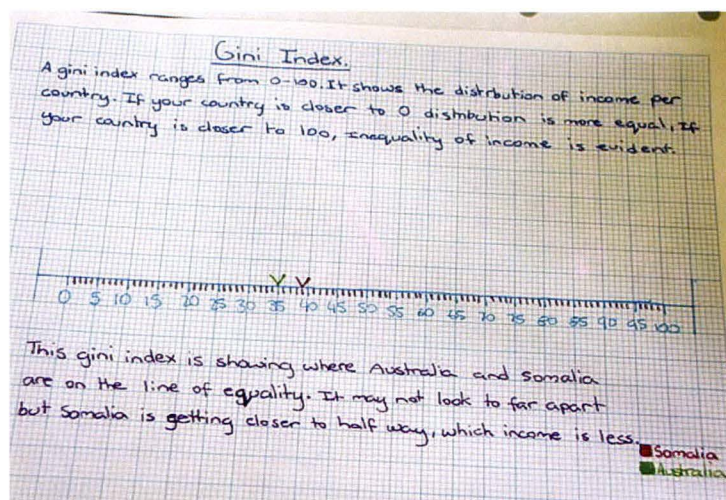 Gini Index.
A gini index ranges from 0-100. It shows the distrbution of income per
country. If your country is closer to 0 distrbution is more equal, If
your country is closer to 100, Inequality of income is evident.
0 5 10 15 20 25 30 35 40 45 50 55 60 65 70 75 80 85 90 95 100
This gini index is showing where Australia and somalia
are on the line of equality. It may not look to far apart
but Somalia is getting closer to half way, which income is less.
Somalia
Australia